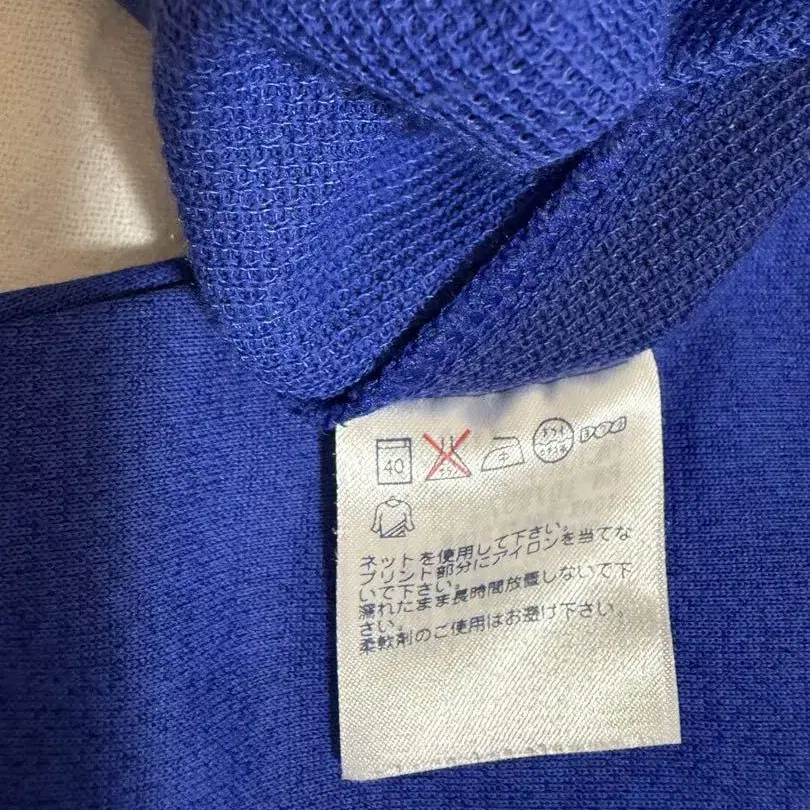 40
ネットを使用して下さい。
プリント部分にアイロンを当てな
いで下さい。
濡れたまま長時間放置しないで下
さい。
柔軟剤のご使用はお避け下さい。